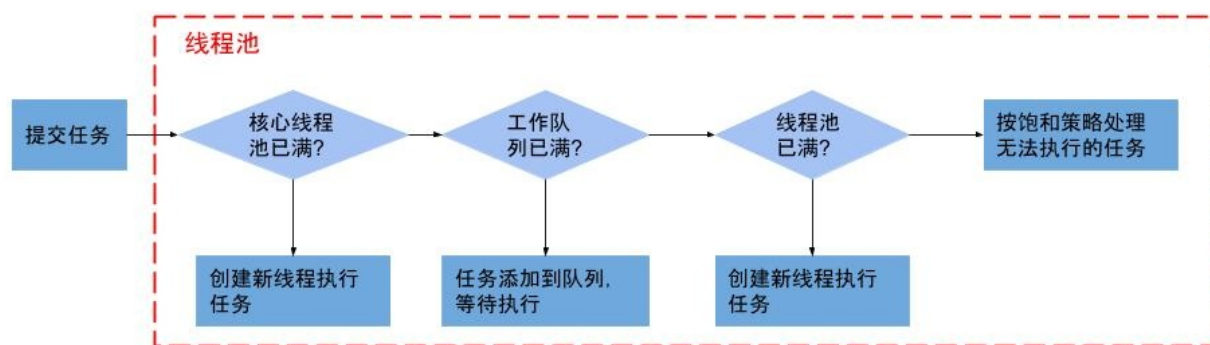 线程池
提交任务
核心线程
池已满?
工作队
列已满?
线程池
已满?
按饱和策略处理
无法执行的任务
创建新线程执行
任务
任务添加到队列,
等待执行
创建新线程执行
任务